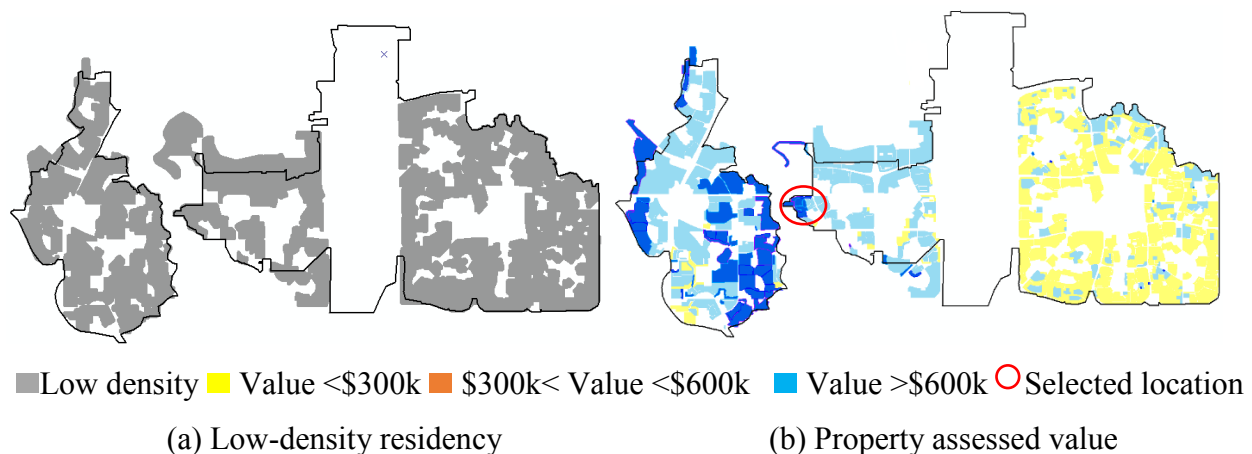 Low density Value <$300k $300k< Value <$600k Value >$600k Selected location
(a) Low-density residency (b) Property assessed value